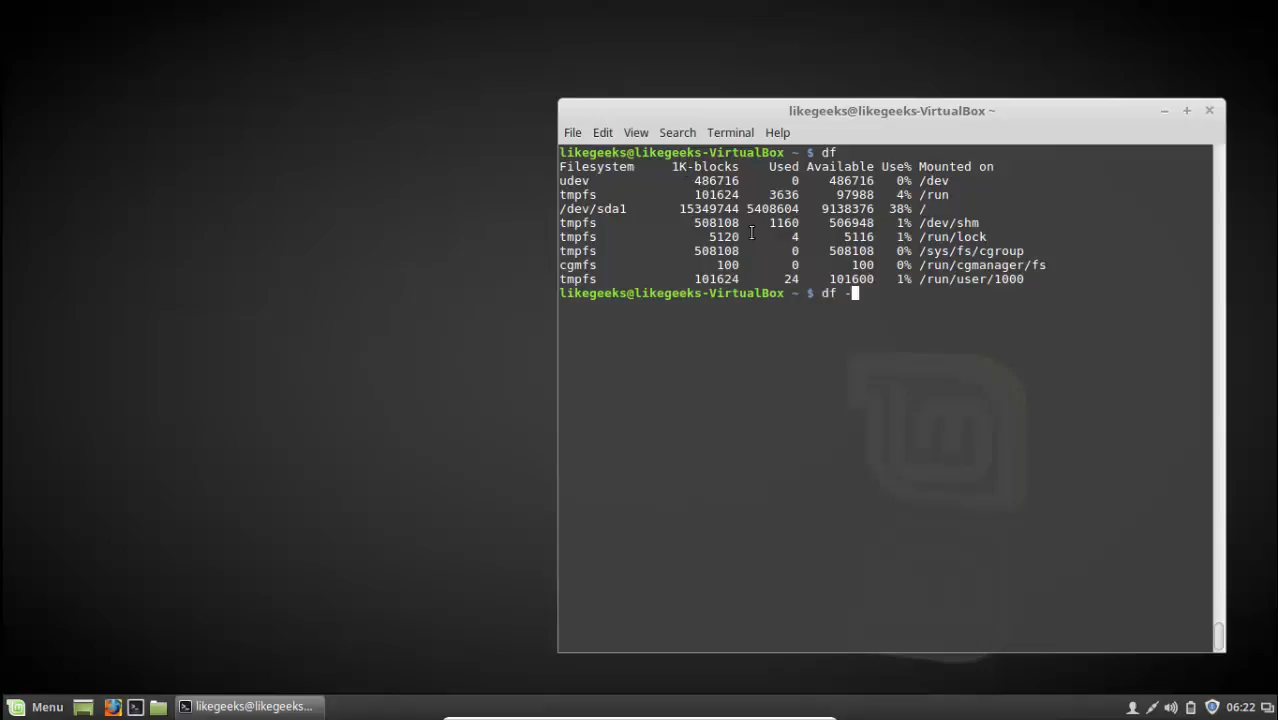 likegeeks@likegeeks-VirtualBox ~
File Edit View Search Terminal Help
likegeeks@likegeeks-VirtualBox ~ $ df
Filesystem 1K-blocks Used Available Use% Mounted on
udev 486716 0 486716 0% /dev
tmpfs 101624 3636 97988 4% /run
/dev/sda1 15349744 5408604 9138376 38% /
tmpfs 508108 1160 506948 1% /dev/shm
tmpfs 5120 4 5116 1% /run/lock
tmpfs 508108 0 508108 0% /sys/fs/cgroup
cgmfs 100 0 100 0% /run/cgmanager/fs
tmpfs 101624 24 101600 1% /run/user/1000
likegeeks@likegeeks-VirtualBox ~ $ df -
Menu likegeeks@likegeeks... 06:22